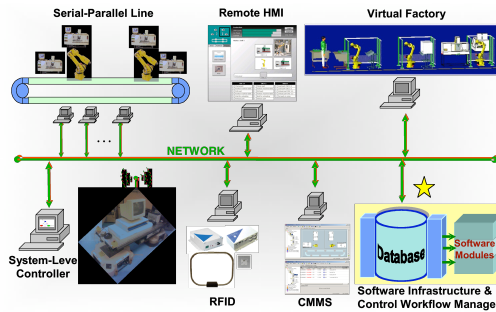 Serial-Parallel Line
Remote HMI
Virtual Factory
...
NETWORK
System-Leve
Controller
RFID
CMMS
Database
Software
Modules
Software Infrastructure &
Control Workflow Manage